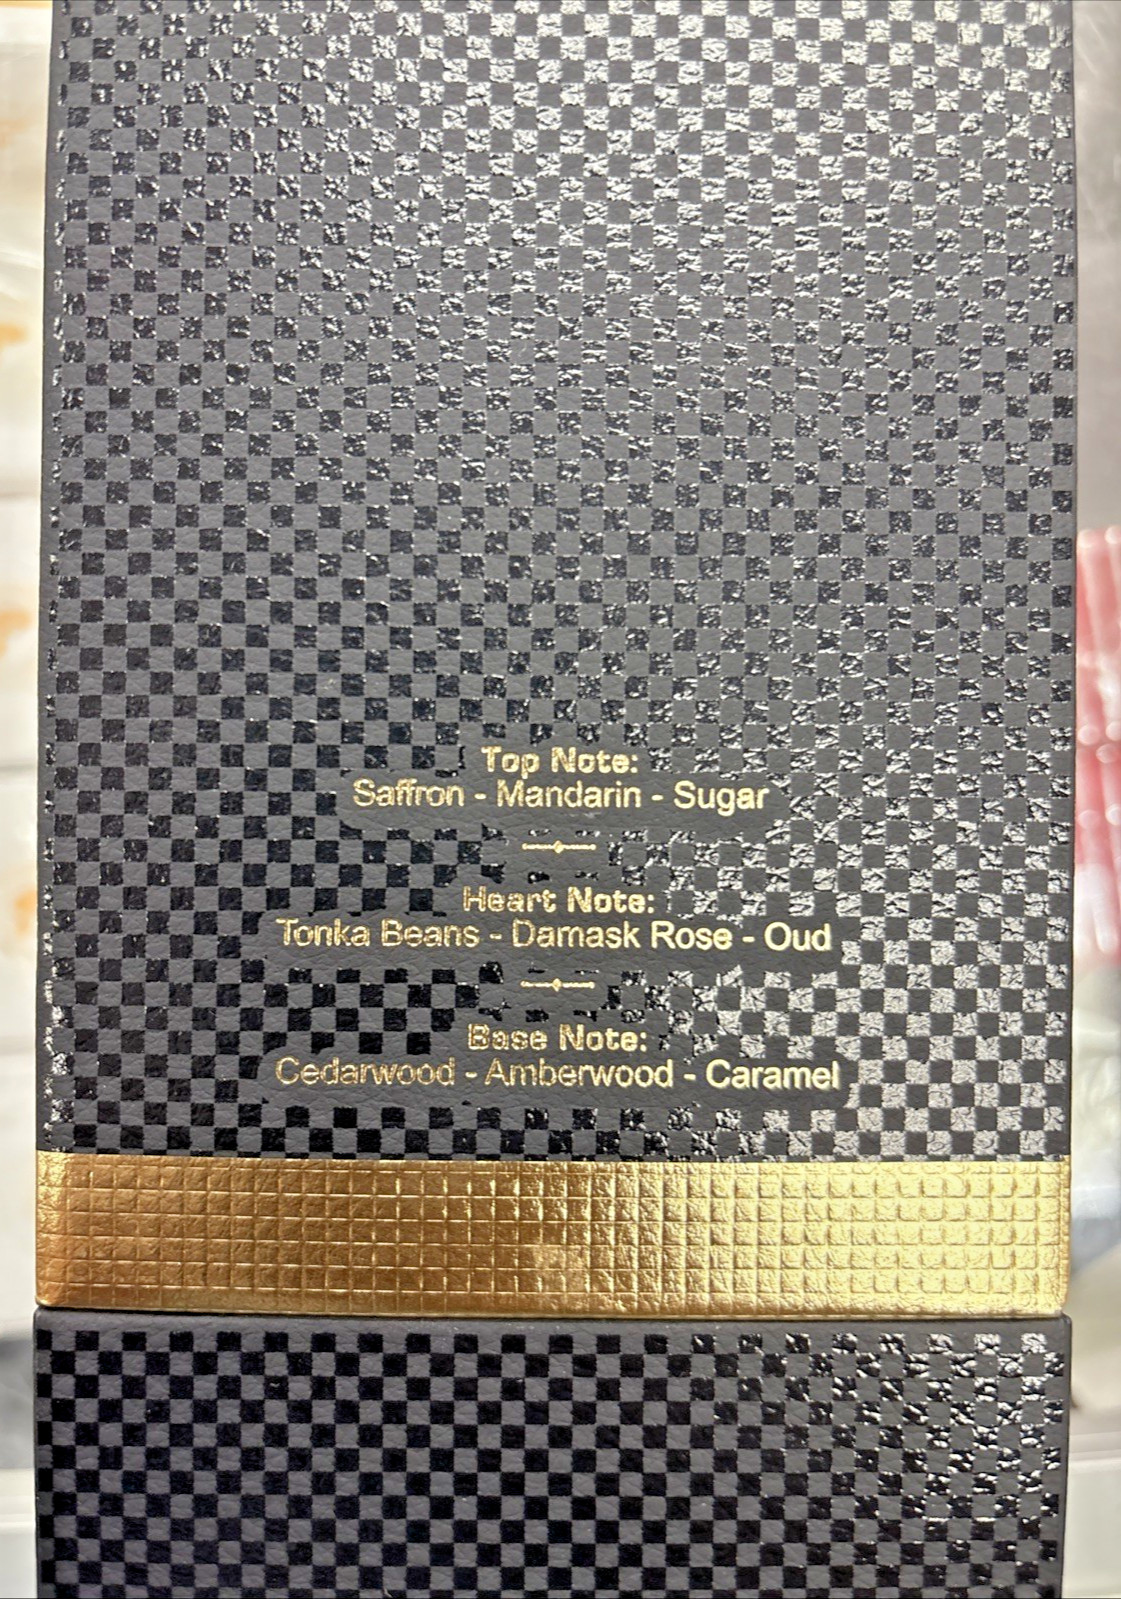 Top Note:
Saffron - Mandarin - Sugar
Heart Note:
Tonka Beans - Damask Rose - Oud
Base Note:
Cedarwood - Amberwood - Caramel